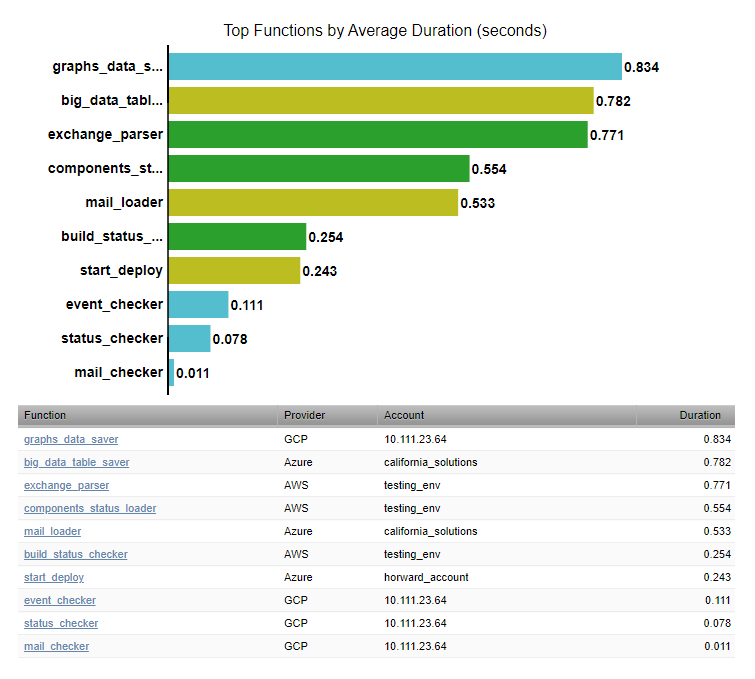 Top Functions by Average Duration (seconds)
graphs_data_s... 0.834
big_data_tabl... 0.782
exchange_parser 0.771
components_st... 0.554
mail_loader 0.533
build_status_... 0.254
start_deploy 0.243
event_checker 0.111
status_checker 0.078
mail_checker 0.011
Function Provider Account Duration
graphs_data_saver GCP 10.111.23.64 0.834
big_data_table_saver Azure california_solutions 0.782
exchange_parser AWS testing_env 0.771
components_status_loader AWS testing_env 0.554
mail_loader Azure california_solutions 0.533
build_status_checker AWS testing_env 0.254
start_deploy Azure horward_account 0.243
event_checker GCP 10.111.23.64 0.111
status_checker GCP 10.111.23.64 0.078
mail_checker GCP 10.111.23.64 0.011